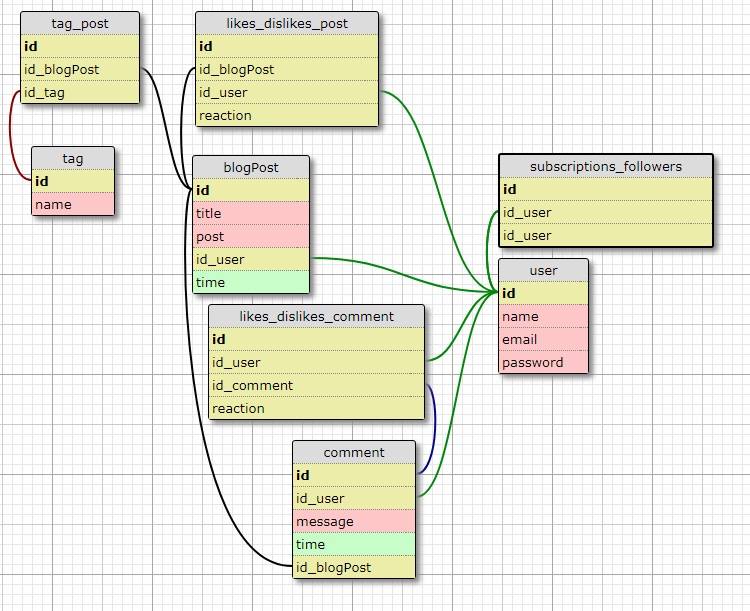 tag_post
id
id_blogPost
id_tag
tag
id
name
likes_dislikes_post
id
id_blogPost
id_user
reaction
blogPost
id
title
post
id_user
time
likes_dislikes_comment
id
id_user
id_comment
reaction
comment
id
id_user
message
time
id_blogPost
subscriptions_followers
id
id_user
id_user
user
id
name
email
password